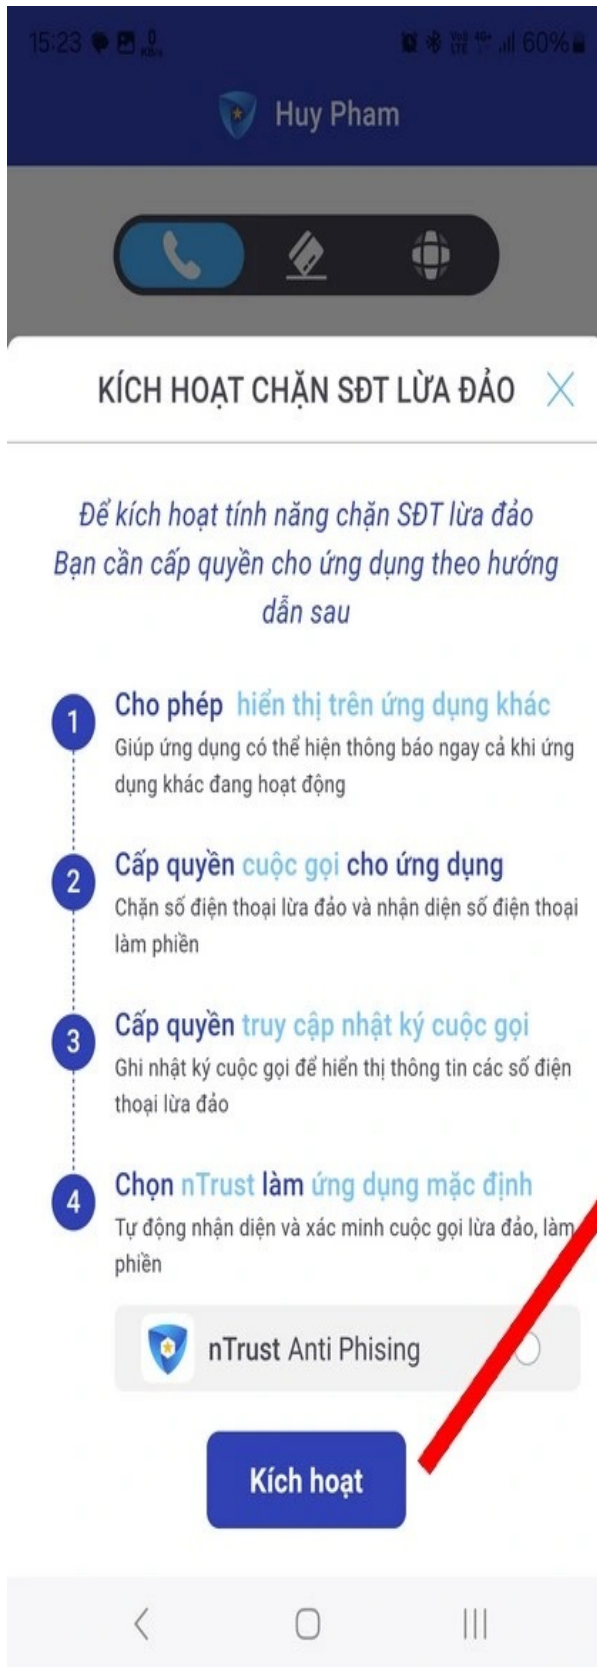 15:23
0
KB/s
Vo)) LTE 4G+ 60%
Huy Pham
KÍCH HOẠT CHẶN SĐT LỪA ĐẢO
Để kích hoạt tính năng chặn SĐT lừa đảo
Bạn cần cấp quyền cho ứng dụng theo hướng
dẫn sau
1
Cho phép hiển thị trên ứng dụng khác
Giúp ứng dụng có thể hiện thông báo ngay cả khi ứng
dụng khác đang hoạt động
2
Cấp quyền cuộc gọi cho ứng dụng
Chặn số điện thoại lừa đảo và nhận diện số điện thoại
làm phiền
3
Cấp quyền truy cập nhật ký cuộc gọi
Ghi nhật ký cuộc gọi để hiển thị thông tin các số điện
thoại lừa đảo
4
Chọn nTrust làm ứng dụng mặc định
Tự động nhận diện và xác minh cuộc gọi lừa đảo, làm
phiền
nTrust Anti Phising
Kích hoạt